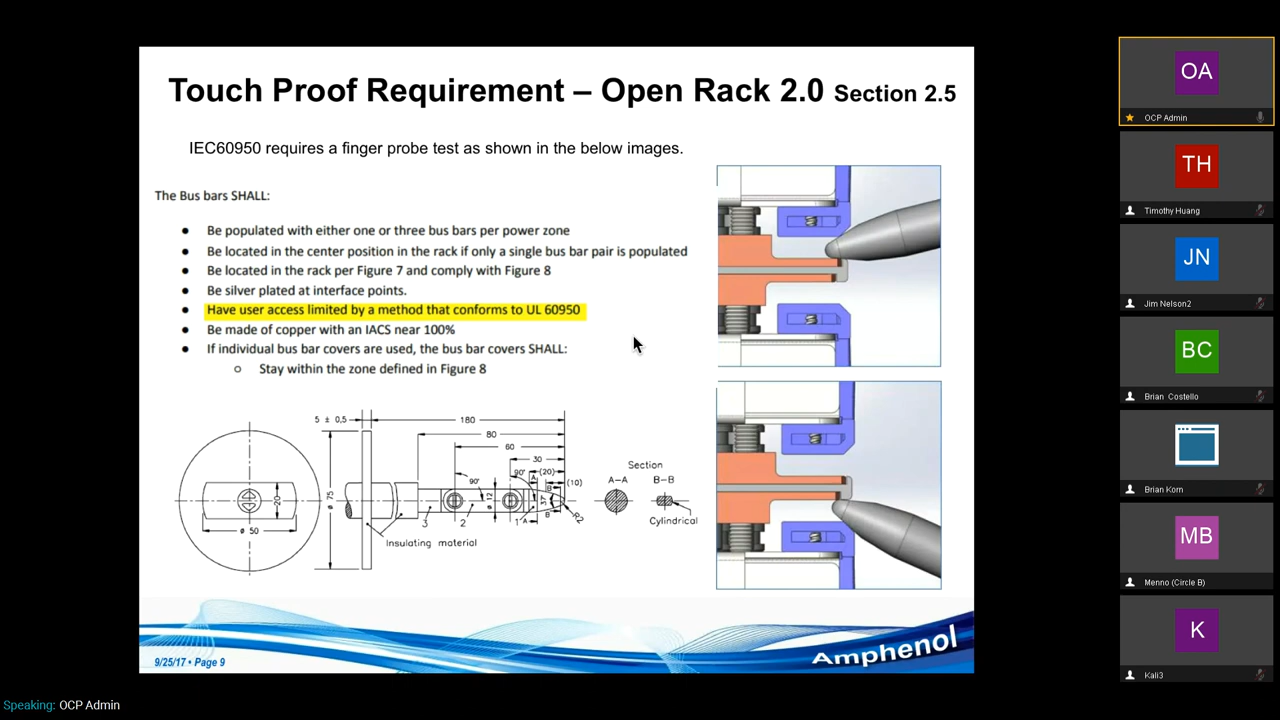 Touch Proof Requirement – Open Rack 2.0 Section 2.5
IEC60950 requires a finger probe test as shown in the below images.
The Bus bars SHALL:
● Be populated with either one or three bus bars per power zone
● Be located in the center position in the rack if only a single bus bar pair is populated
● Be located in the rack per Figure 7 and comply with Figure 8
● Be silver plated at interface points.
● Have user access limited by a method that conforms to UL 60950
● Be made of copper with an IACS near 100%
● If individual bus bar covers are used, the bus bar covers SHALL:
○ Stay within the zone defined in Figure 8
5 ± 0,5
180
80
60
30
90°
(20)
90°
(10)
20
ø 50
ø 75
ø 12
37°
A
B
B
A
R2
3
2
1
Insulating material
Section
A–A
B–B
Cylindrical
9/25/17 • Page 9
Amphenol
OA
OCP Admin
TH
Timothy Huang
JN
Jim Nelson2
BC
Brian Costello
Brian Korn
MB
Menno (Circle B)
K
Kali3
Speaking: OCP Admin